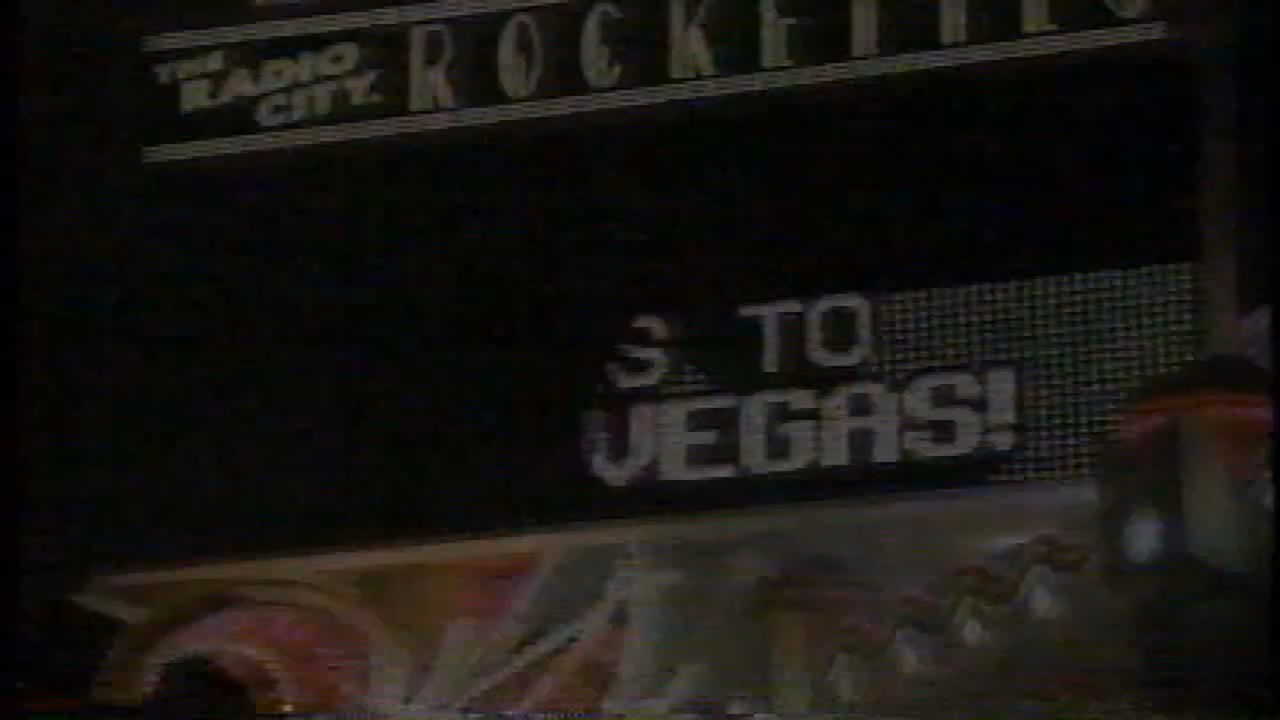 THE
RADIO
CITY
ROCKETTES
S TO
VEGAS!